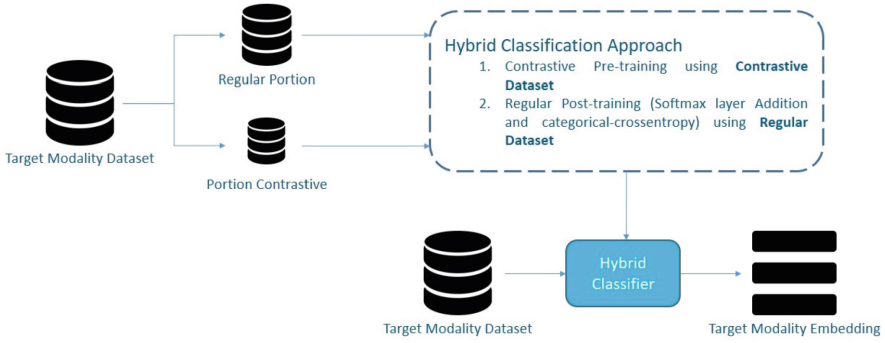 Regular Portion
Target Modality Dataset
Portion Contrastive
Hybrid Classification Approach
1. Contrastive Pre-training using Contrastive
Dataset
2. Regular Post-training (Softmax layer Addition
and categorical-crossentropy) using Regular
Dataset
Hybrid
Classifier
Target Modality Dataset
Target Modality Embedding